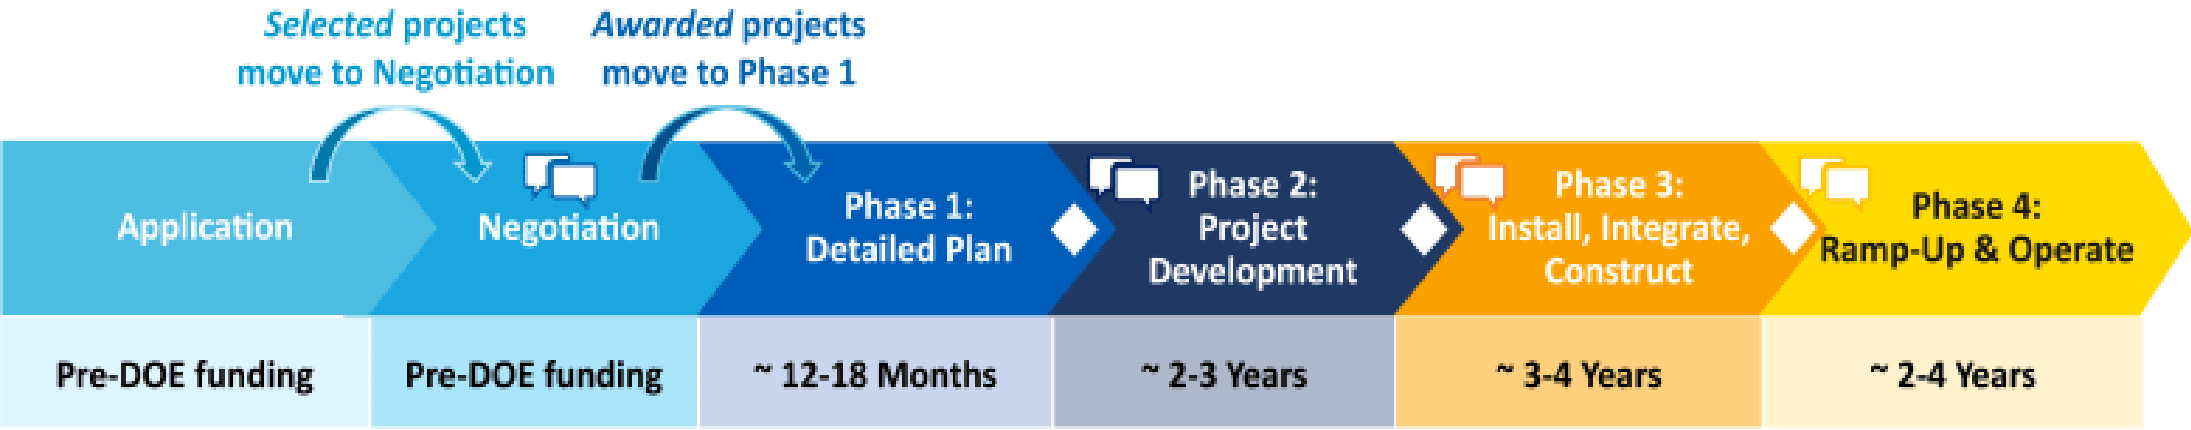 Selected projects
move to Negotiation
Awarded projects
move to Phase 1
Application
Negotiation
Phase 1:
Detailed Plan
Phase 2:
Project
Development
Phase 3:
Install, Integrate,
Construct
Phase 4:
Ramp-Up & Operate
Pre-DOE funding
Pre-DOE funding
~ 12-18 Months
~ 2-3 Years
~ 3-4 Years
~ 2-4 Years